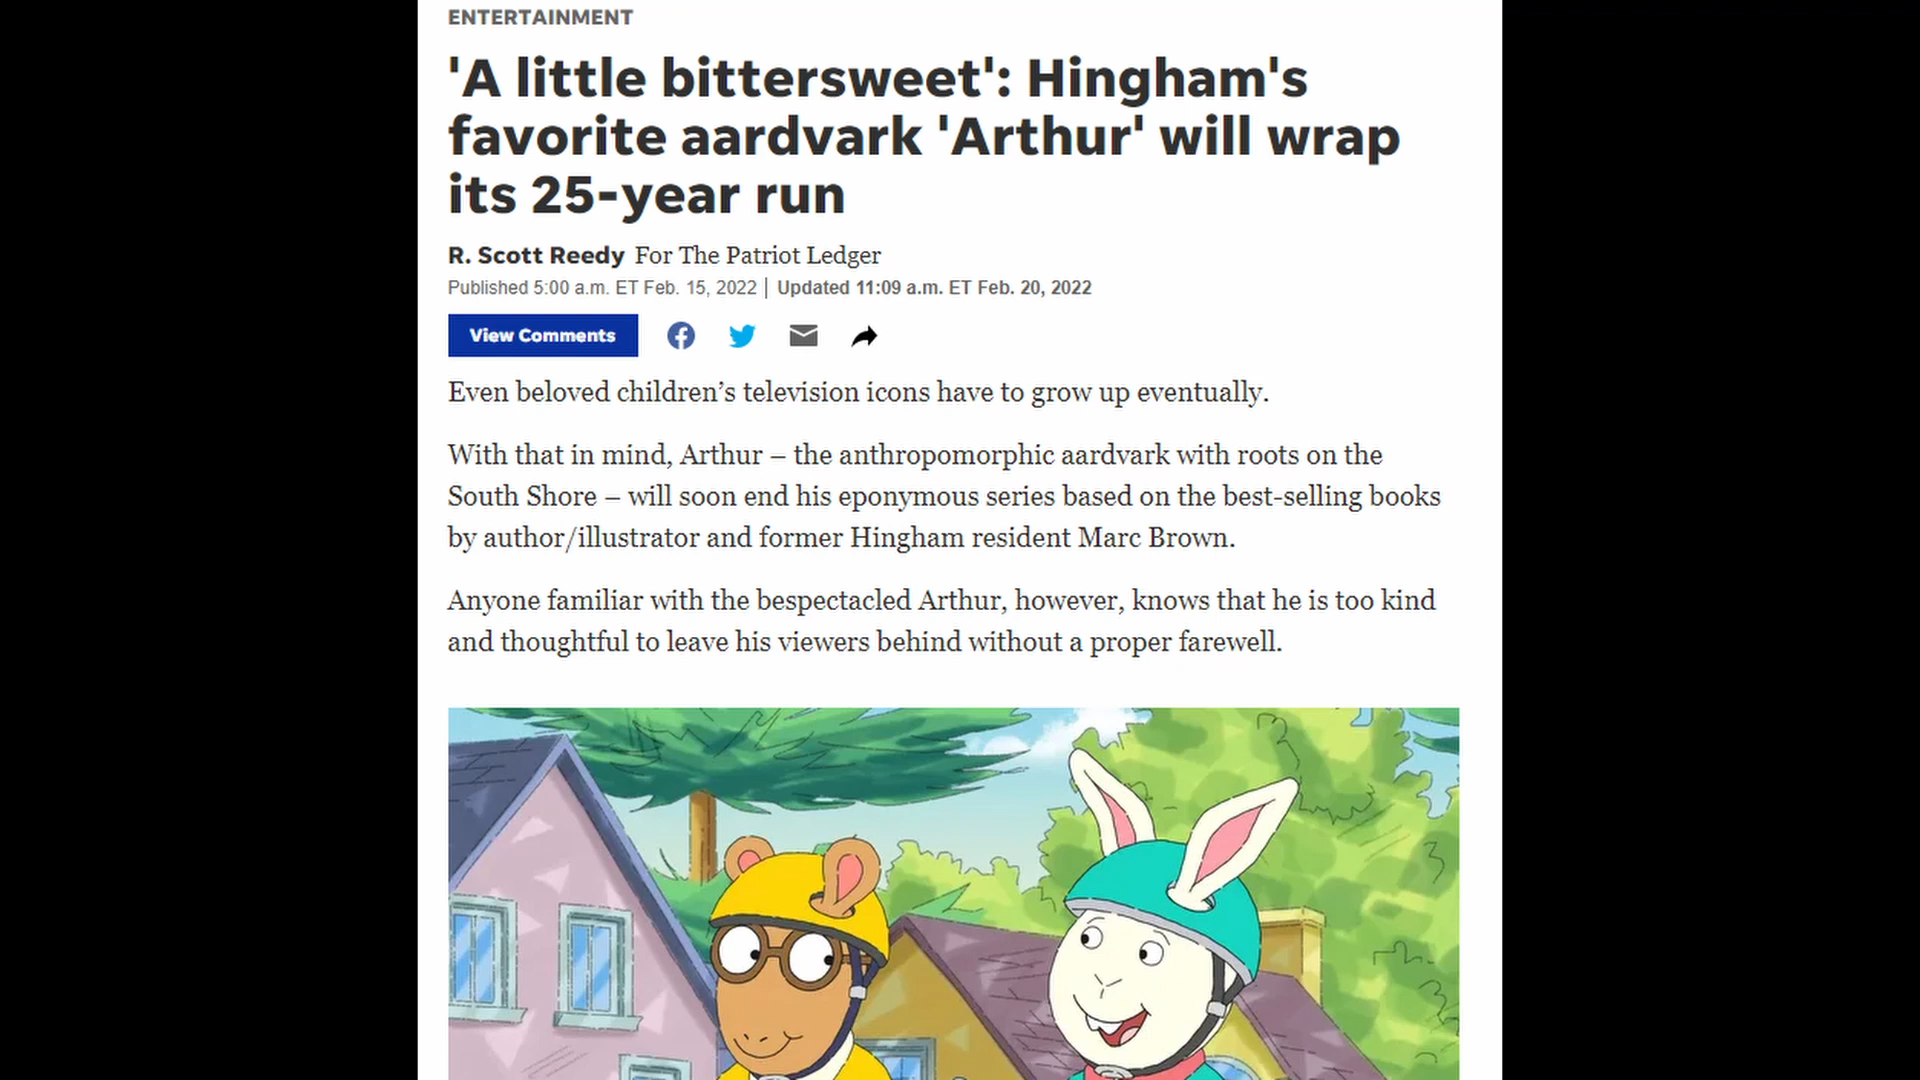 ENTERTAINMENT
'A little bittersweet': Hingham's
favorite aardvark 'Arthur' will wrap
its 25-year run
R. Scott Reedy For The Patriot Ledger
Published 5:00 a.m. ET Feb. 15, 2022 | Updated 11:09 a.m. ET Feb. 20, 2022
View Comments
Even beloved children’s television icons have to grow up eventually.
With that in mind, Arthur – the anthropomorphic aardvark with roots on the
South Shore – will soon end his eponymous series based on the best-selling books
by author/illustrator and former Hingham resident Marc Brown.
Anyone familiar with the bespectacled Arthur, however, knows that he is too kind
and thoughtful to leave his viewers behind without a proper farewell.